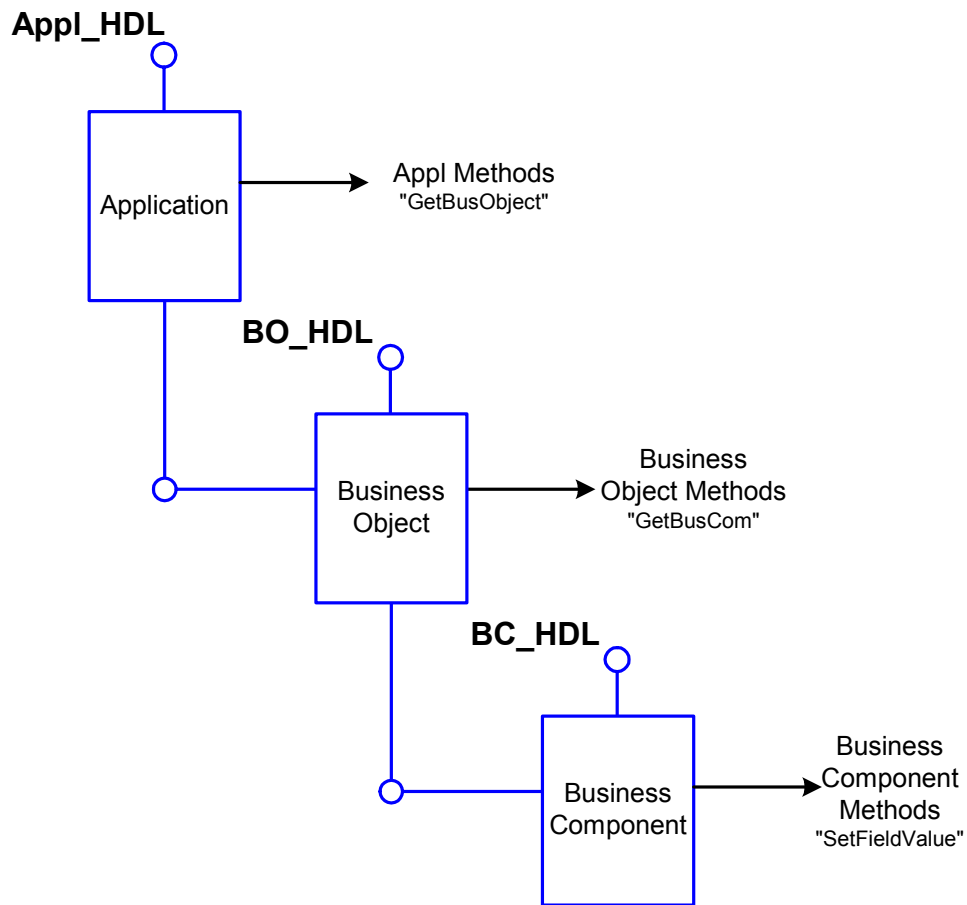 Appl_HDL
Application
Appl Methods
"GetBusObject"
BO_HDL
Business
Object
Business
Object Methods
"GetBusCom"
BC_HDL
Business
Component
Business
Component
Methods
"SetFieldValue"